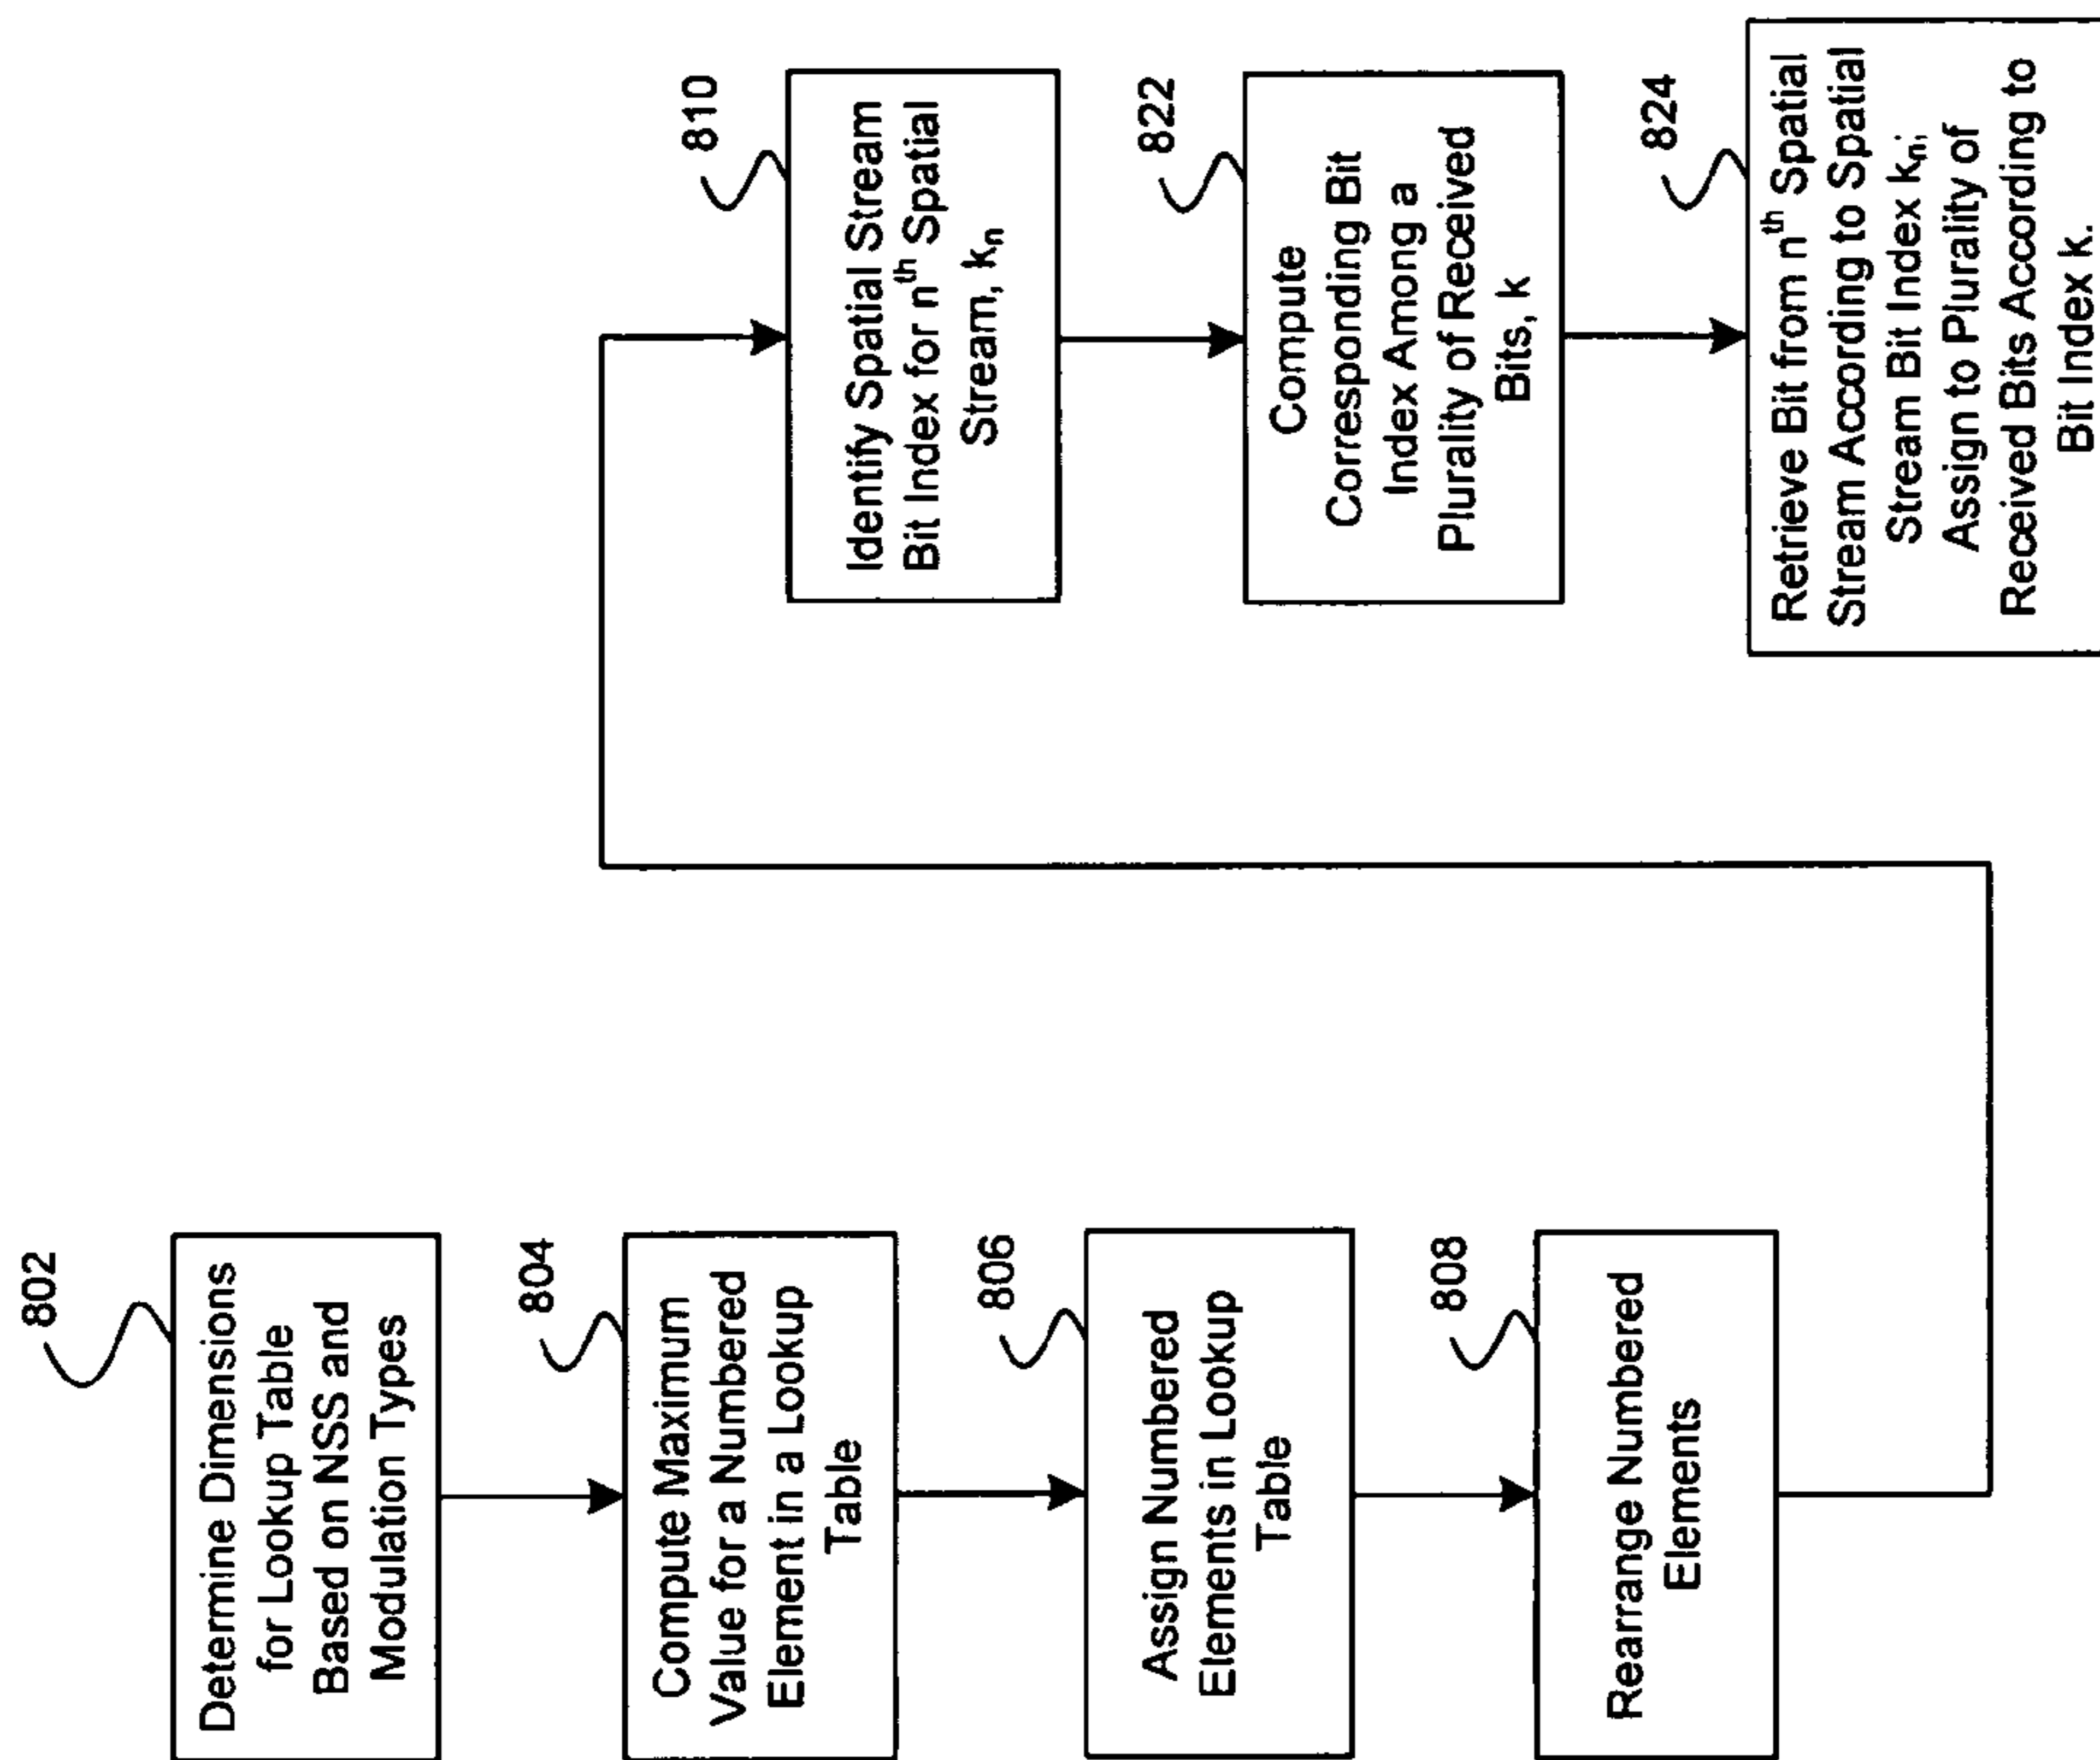 802
Determine Dimensions
for Lookup Table
Based on NSS and
Modulation Types
804
Compute Maximum
Value for a Numbered
Element in a Lookup
Table
806
Assign Numbered
Elements in Lookup
Table
808
Rearrange Numbered
Elements
810
Identify Spatial Stream
Bit Index for nth Spatial
Stream, kn
822
Compute
Corresponding Bit
Index Among a
Plurality of Received
Bits, k
824
Retrieve Bit from nth Spatial
Stream According to Spatial
Stream Bit Index kn;
Assign to Plurality of
Received Bits According to
Bit Index k.